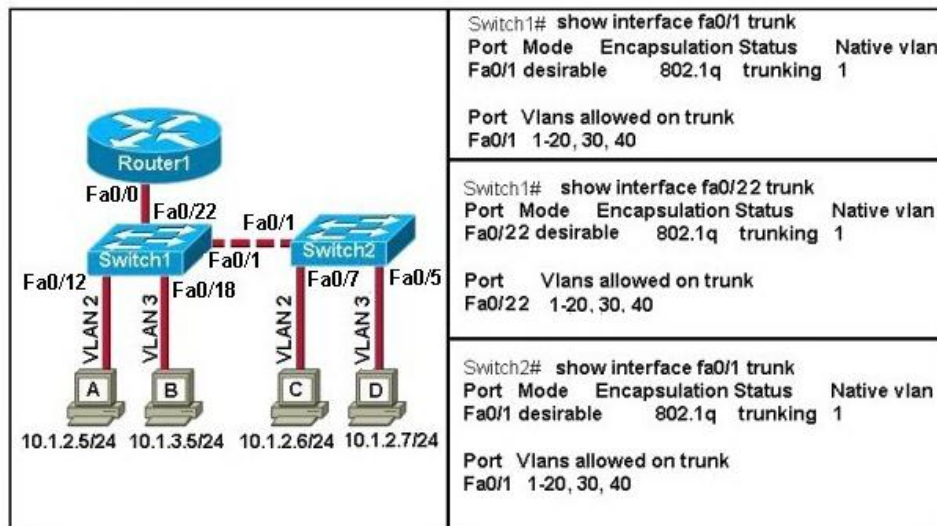 Router1
Fa0/0
Fa0/22
Fa0/1
Switch1
Switch2
Fa0/1
Fa0/12
Fa0/18
Fa0/7
Fa0/5
VLAN 2
VLAN 3
VLAN 2
VLAN 3
A
B
C
D
10.1.2.5/24
10.1.3.5/24
10.1.2.6/24
10.1.2.7/24
Switch1# show interface fa0/1 trunk
Port Mode Encapsulation Status Native vlan
Fa0/1 desirable 802.1q trunking 1
Port Vlans allowed on trunk
Fa0/1 1-20, 30, 40
Switch1# show interface fa0/22 trunk
Port Mode Encapsulation Status Native vlan
Fa0/22 desirable 802.1q trunking 1
Port Vlans allowed on trunk
Fa0/22 1-20, 30, 40
Switch2# show interface fa0/1 trunk
Port Mode Encapsulation Status Native vlan
Fa0/1 desirable 802.1q trunking 1
Port Vlans allowed on trunk
Fa0/1 1-20, 30, 40